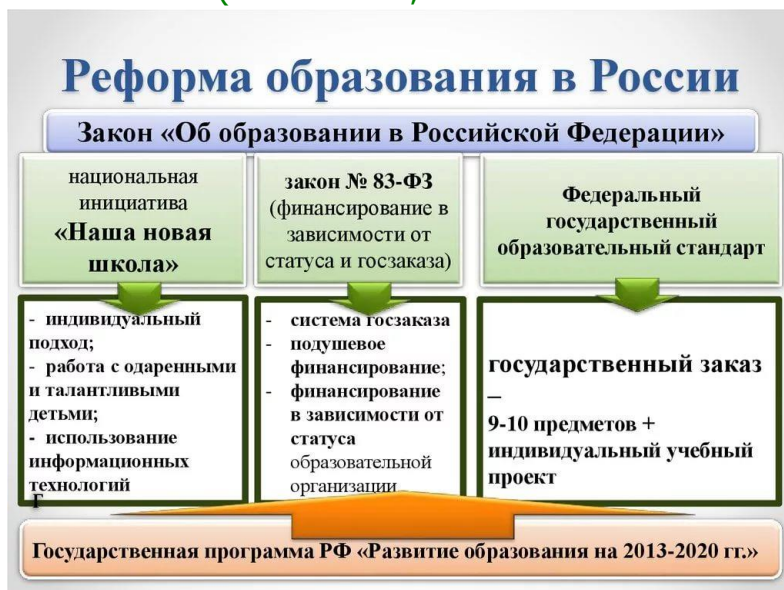 Реформа образования в России
Закон «Об образовании в Российской Федерации»
национальная
инициатива
«Наша новая
школа»
закон № 83-ФЗ
(финансирование в
зависимости от
статуса и госзаказа)
Федеральный
государственный
образовательный стандарт
- индивидуальный
подход;
- работа с одаренными
и талантливыми
детьми;
- использование
информационных
технологий
Г
- система госзаказа
- подушевое
финансирование;
- финансирование
в зависимости от
статуса
образовательной
организации
государственный заказ
–
9-10 предметов +
индивидуальный учебный
проект
Государственная программа РФ «Развитие образования на 2013-2020 гг.»